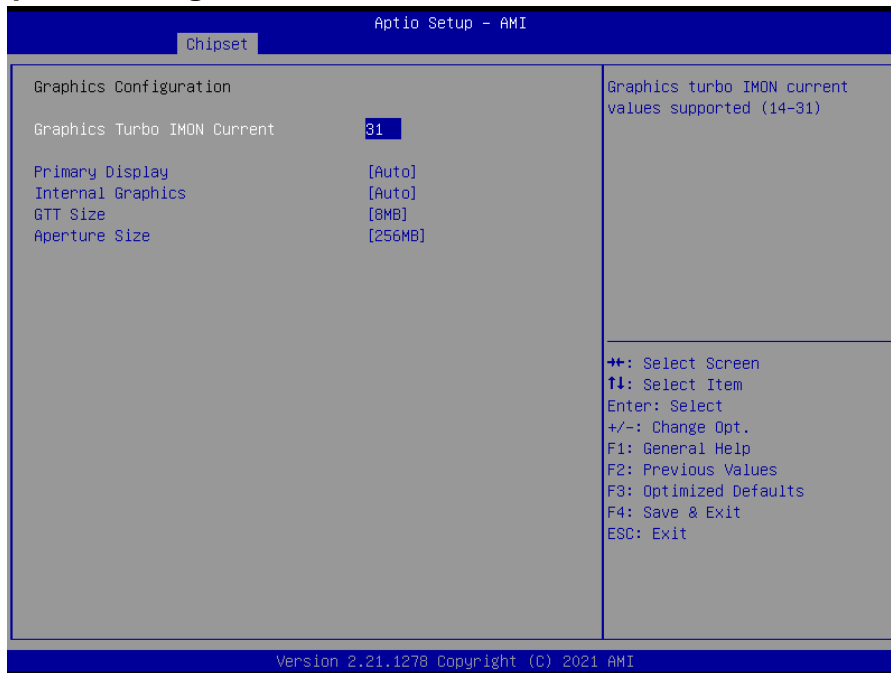 Aptio Setup - AMI
Chipset
Graphics Configuration
Graphics Turbo IMON Current 31
Primary Display [Auto]
Internal Graphics [Auto]
GTT Size [8MB]
Aperture Size [256MB]
Graphics turbo IMON current
values supported (14-31)
→←: Select Screen
↑↓: Select Item
Enter: Select
+/-: Change Opt.
F1: General Help
F2: Previous Values
F3: Optimized Defaults
F4: Save & Exit
ESC: Exit
Version 2.21.1278 Copyright (C) 2021 AMI